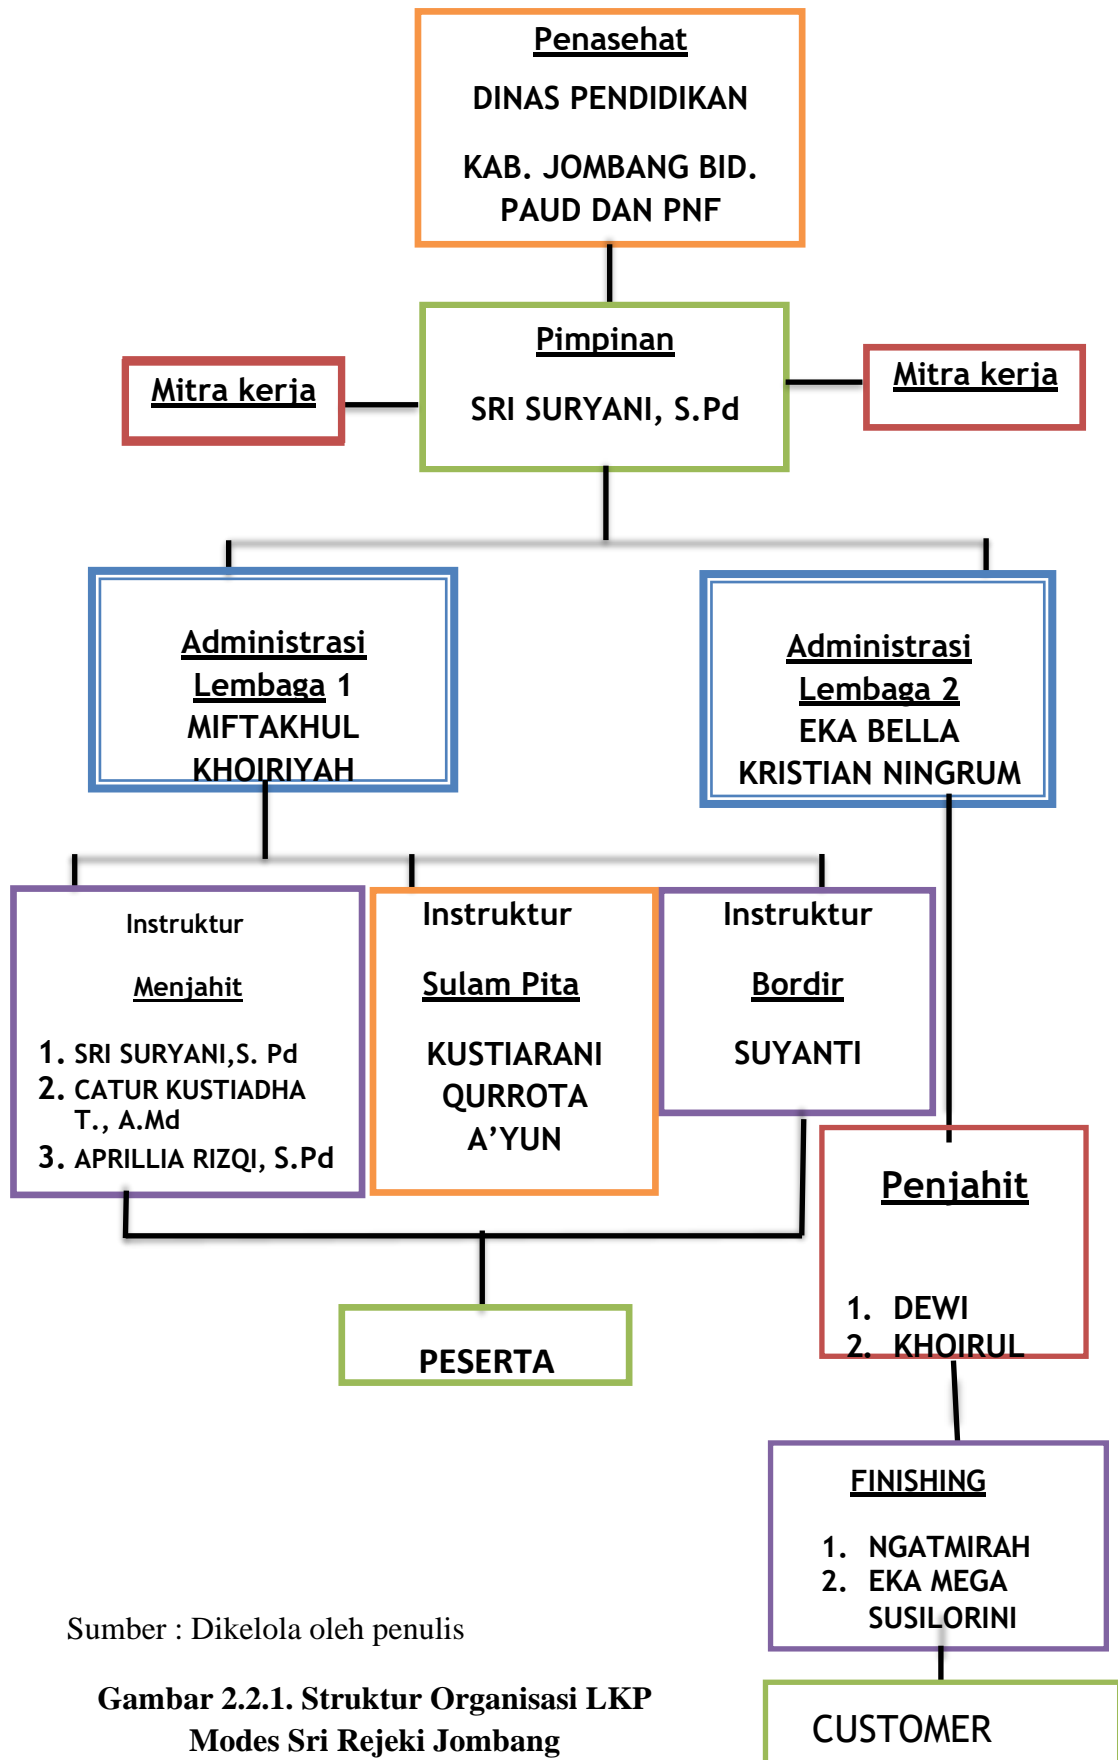 Penasehat
DINAS PENDIDIKAN
KAB. JOMBANG BID.
PAUD DAN PNF
Pimpinan
SRI SURYANI, S.Pd
Mitra kerja
Mitra kerja
Administrasi
Lembaga 1
MIFTAKHUL
KHOIRIYAH
Administrasi
Lembaga 2
EKA BELLA
KRISTIAN NINGRUM
Instruktur
Menjahit
1. SRI SURYANI,S. Pd
2. CATUR KUSTIADHA
T., A.Md
3. APRILLIA RIZQI, S.Pd
Instruktur
Sulam Pita
KUSTIARANI
QURROTA
A’YUN
Instruktur
Bordir
SUYANTI
Penjahit
1. DEWI
2. KHOIRUL
PESERTA
FINISHING
1. NGATMIRAH
2. EKA MEGA
SUSILORINI
CUSTOMER
Sumber : Dikelola oleh penulis
Gambar 2.2.1. Struktur Organisasi LKP
Modes Sri Rejeki Jombang